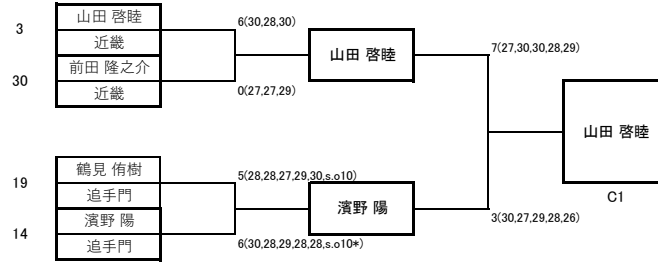 3
山田 啓睦
近畿
6(30,28,30)
30
前田 隆之介
近畿
0(27,27,29)
山田 啓睦
7(27,30,30,28,29)
19
鶴見 侑樹
追手門
5(28,28,27,29,30,s.o10)
14
濱野 陽
追手門
6(30,28,29,28,28,s.o10*)
濱野 陽
3(30,27,29,28,26)
山田 啓睦
C1